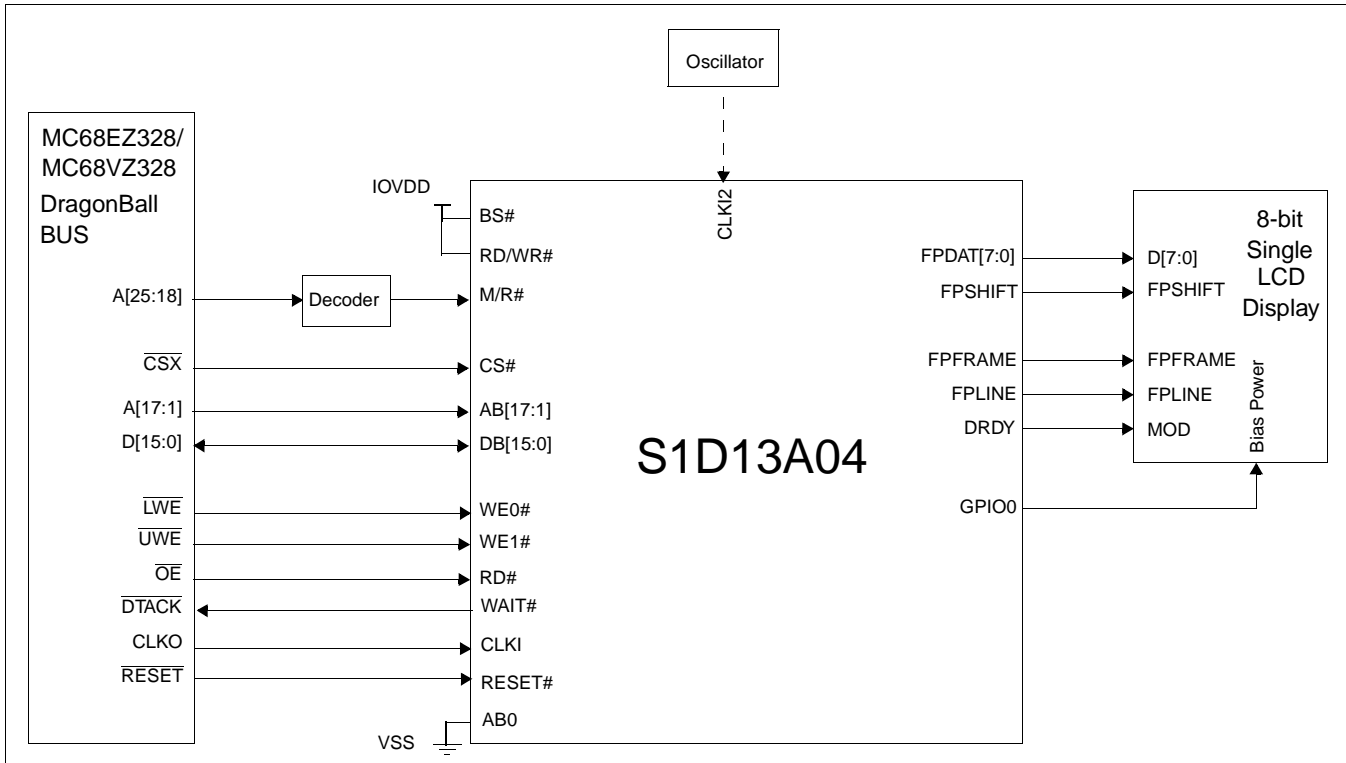 Oscillator
MC68EZ328/
MC68VZ328
DragonBall
BUS
A[25:18]
CSX
A[17:1]
D[15:0]
LWE
UWE
OE
DTACK
CLKO
RESET
Decoder
IOVDD
VSS
CLKI2
BS#
RD/WR#
M/R#
CS#
AB[17:1]
DB[15:0]
WE0#
WE1#
RD#
WAIT#
CLKI
RESET#
AB0
S1D13A04
FPDAT[7:0]
FPSHIFT
FPFRAME
FPLINE
DRDY
GPIO0
8-bit
Single
LCD
Display
D[7:0]
FPSHIFT
FPFRAME
FPLINE
MOD
Bias Power